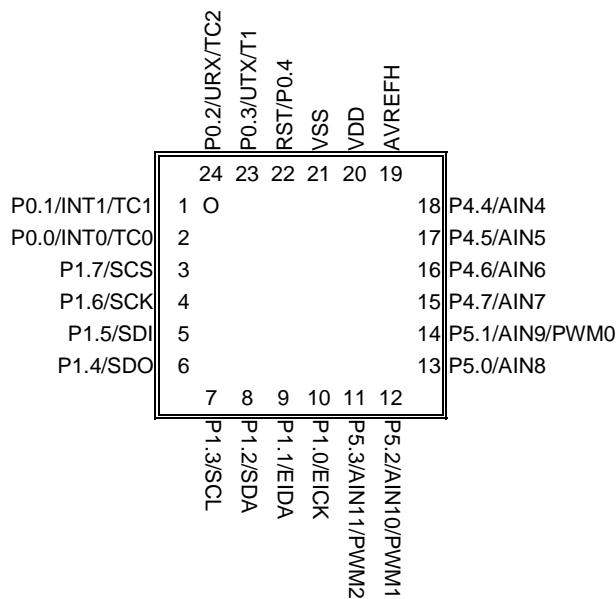 P0.2/URX/TC2
P0.3/UTX/T1
RST/P0.4
VSS
VDD
AVREFH
24 23 22 21 20 19
P0.1/INT1/TC1 1 O 18 P4.4/AIN4
P0.0/INT0/TC0 2 17 P4.5/AIN5
P1.7/SCS 3 16 P4.6/AIN6
P1.6/SCK 4 15 P4.7/AIN7
P1.5/SDI 5 14 P5.1/AIN9/PWM0
P1.4/SDO 6 13 P5.0/AIN8
7 8 9 10 11 12
P1.3/SCL
P1.2/SDA
P1.1/EIDA
P1.0/EICK
P5.3/AIN11/PWM2
P5.2/AIN10/PWM1